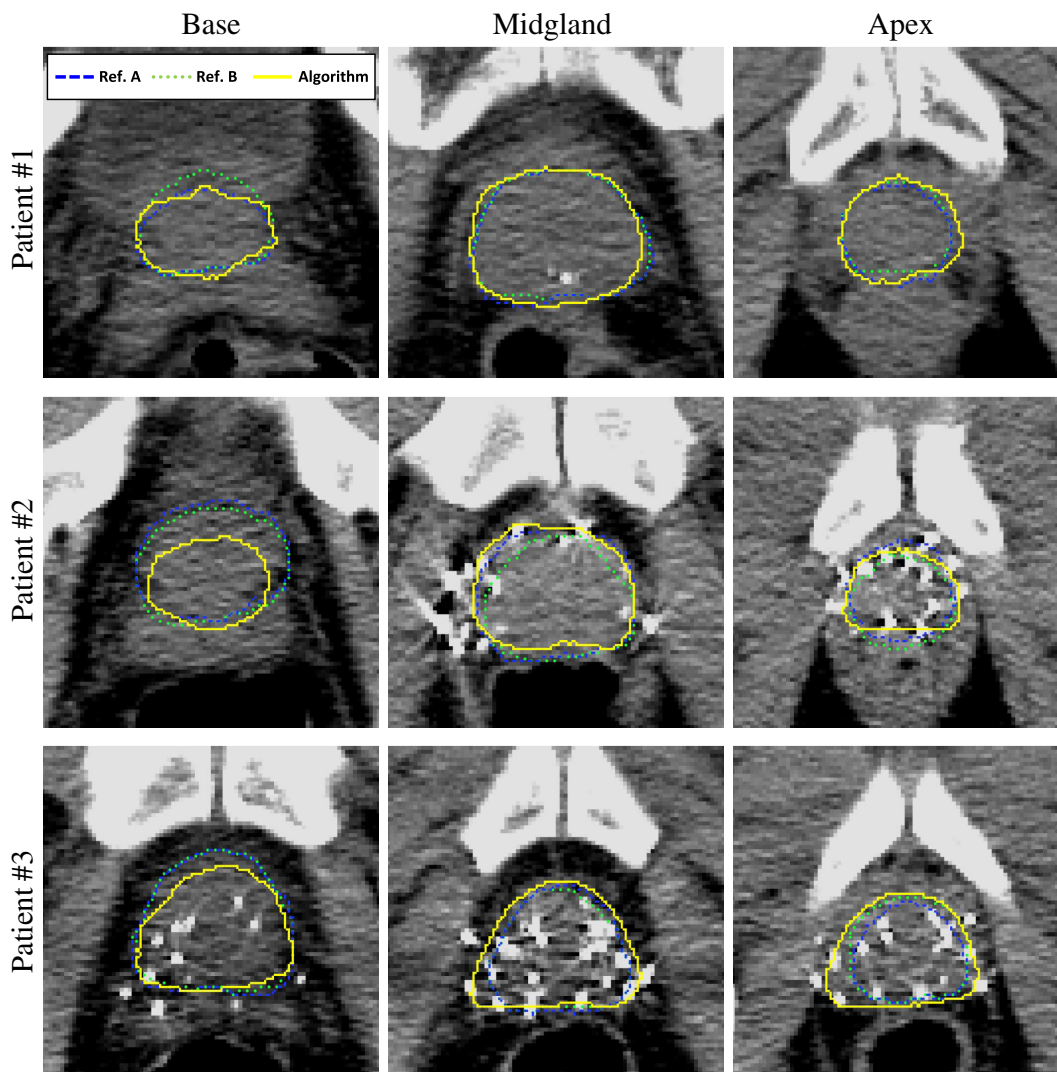 Base Midgland Apex
Ref. A Ref. B Algorithm
Patient #1
Patient #2
Patient #3